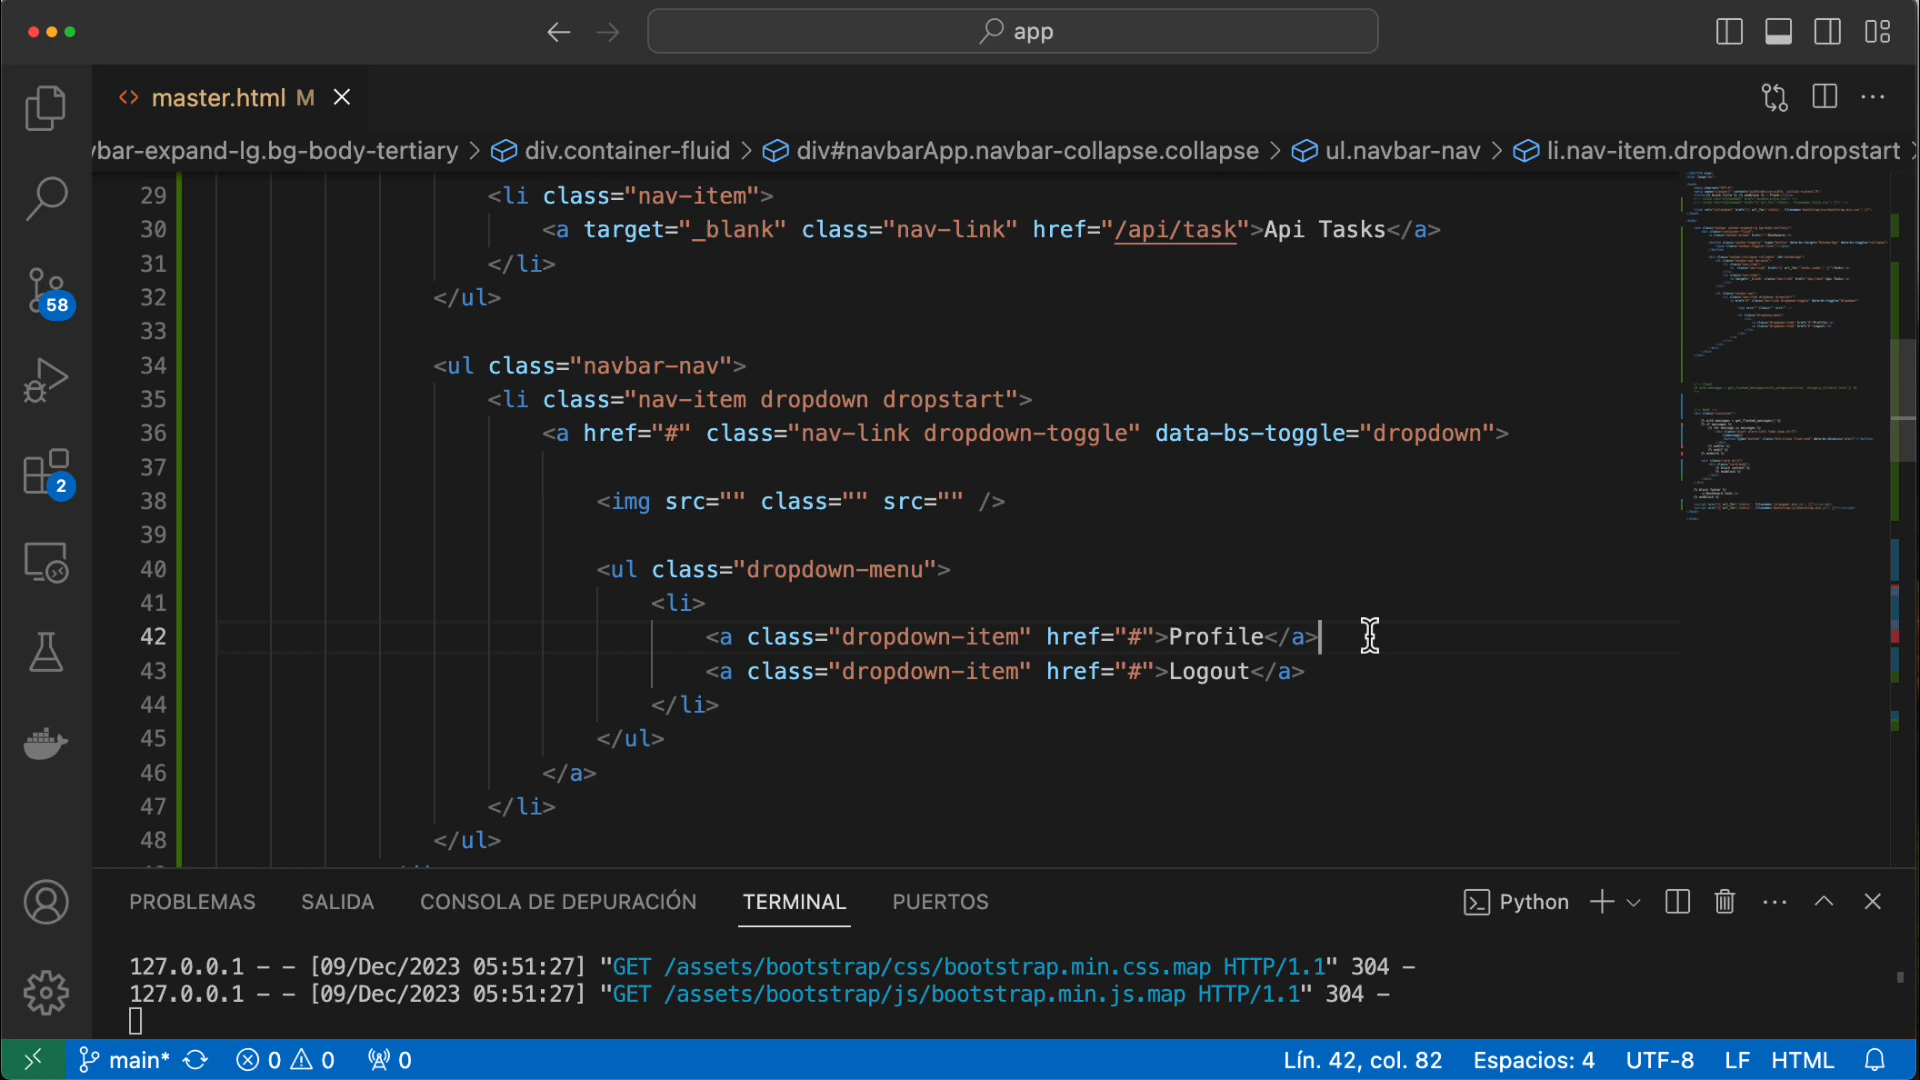 app
<> master.html M
vbar-expand-lg.bg-body-tertiary > div.container-fluid > div#navbarApp.navbar-collapse.collapse > ul.navbar-nav > li.nav-item.dropdown.dropstart >
29 <li class="nav-item">
30 <a target="_blank" class="nav-link" href="/api/task">Api Tasks</a>
31 </li>
32 </ul>
33
34 <ul class="navbar-nav">
35 <li class="nav-item dropdown dropstart">
36 <a href="#" class="nav-link dropdown-toggle" data-bs-toggle="dropdown">
37
38 <img src="" class="" src="" />
39
40 <ul class="dropdown-menu">
41 <li>
42 <a class="dropdown-item" href="#">Profile</a>
43 <a class="dropdown-item" href="#">Logout</a>
44 </li>
45 </ul>
46 </a>
47 </li>
48 </ul>
58
2
PROBLEMAS SALIDA CONSOLA DE DEPURACIÓN TERMINAL PUERTOS Python
127.0.0.1 - - [09/Dec/2023 05:51:27] "GET /assets/bootstrap/css/bootstrap.min.css.map HTTP/1.1" 304 -
127.0.0.1 - - [09/Dec/2023 05:51:27] "GET /assets/bootstrap/js/bootstrap.min.js.map HTTP/1.1" 304 -
main* 0 0 0 Lín. 42, col. 82 Espacios: 4 UTF-8 LF HTML